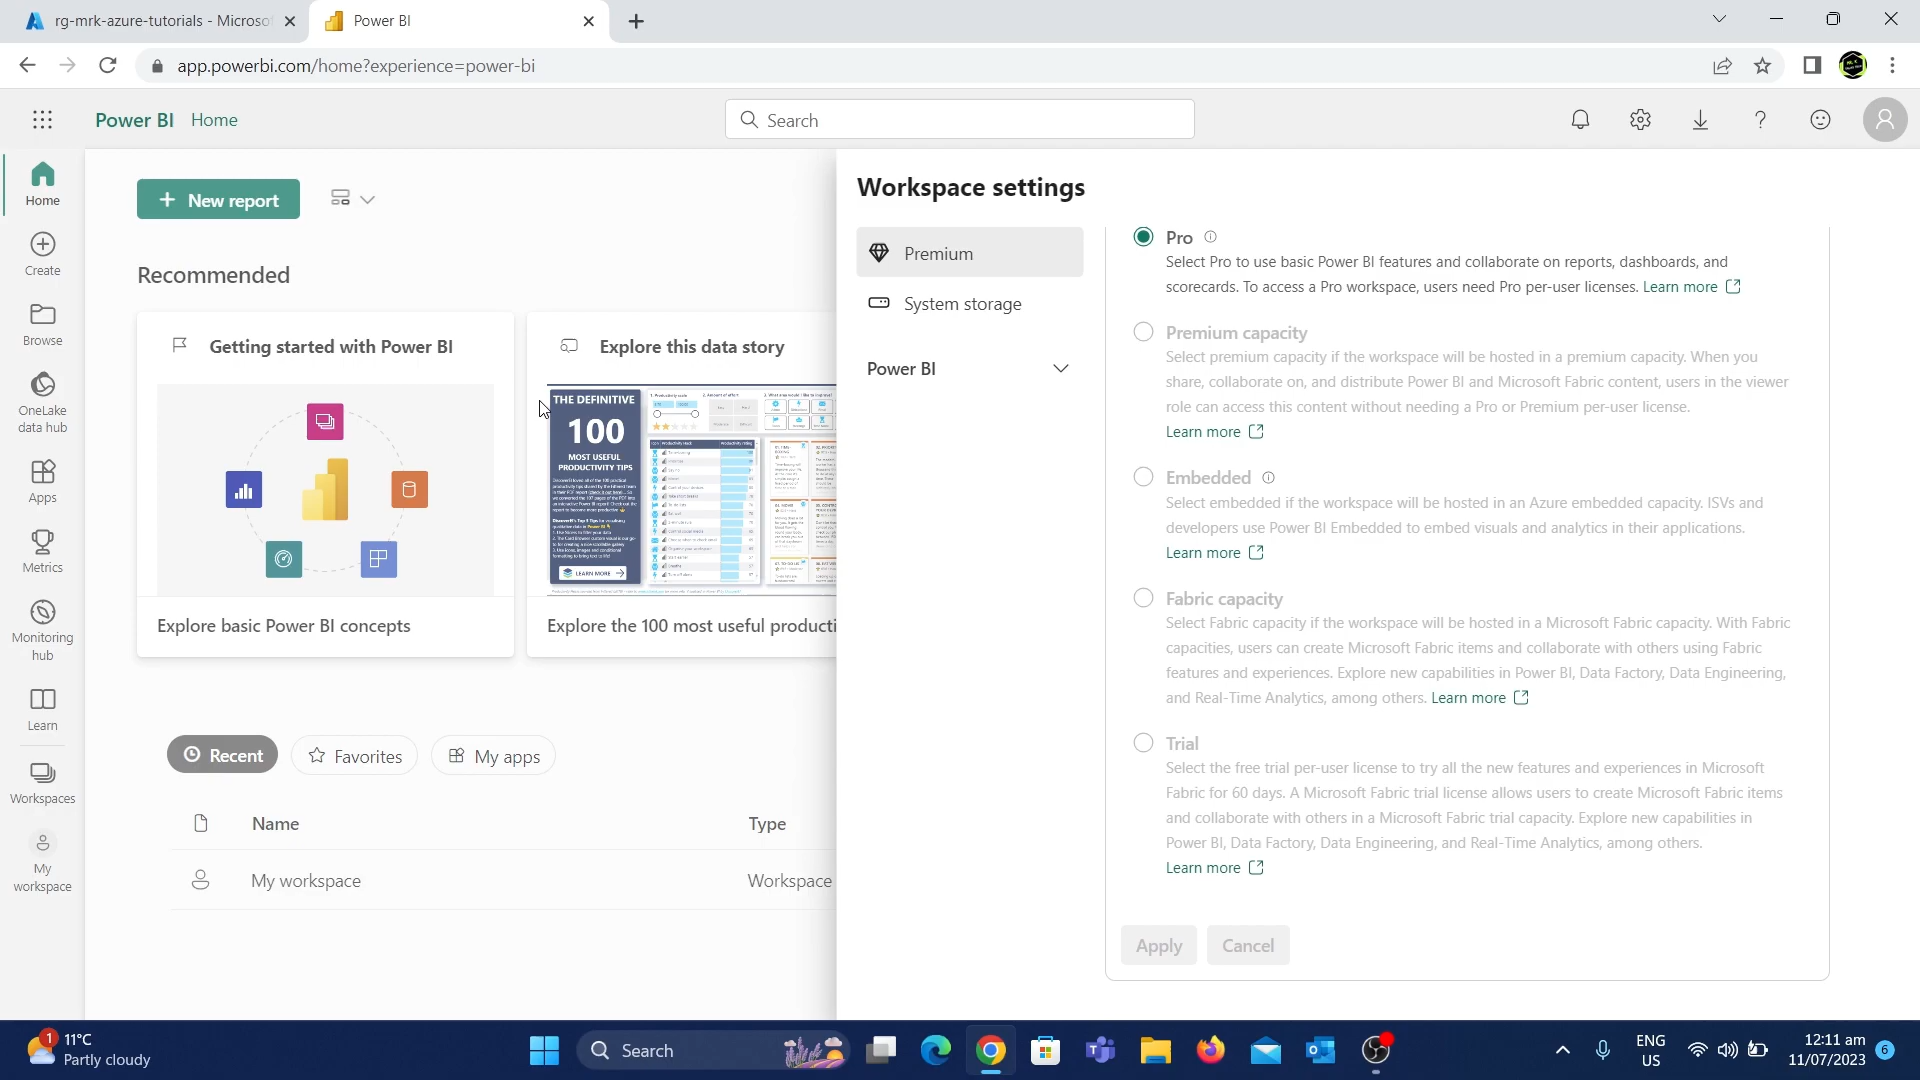 rg-mrk-azure-tutorials - Microsof
Power BI
app.powerbi.com/home?experience=power-bi
Power BI Home
Search
Home
Create
Browse
OneLake
data hub
Apps
Metrics
Monitoring
hub
Learn
Workspaces
My
workspace
New report
Recommended
Getting started with Power BI
Explore basic Power BI concepts
Explore this data story
THE DEFINITIVE
100
MOST USEFUL
PRODUCTIVITY TIPS
LEARN MORE
Explore the 100 most useful producti
Recent
Favorites
My apps
Name
Type
My workspace
Workspace
Workspace settings
Premium
System storage
Power BI
Pro
Select Pro to use basic Power BI features and collaborate on reports, dashboards, and
scorecards. To access a Pro workspace, users need Pro per-user licenses. Learn more
Premium capacity
Select premium capacity if the workspace will be hosted in a premium capacity. When you
share, collaborate on, and distribute Power BI and Microsoft Fabric content, users in the viewer
role can access this content without needing a Pro or Premium per-user license.
Learn more
Embedded
Select embedded if the workspace will be hosted in an Azure embedded capacity. ISVs and
developers use Power BI Embedded to embed visuals and analytics in their applications.
Learn more
Fabric capacity
Select Fabric capacity if the workspace will be hosted in a Microsoft Fabric capacity. With Fabric
capacities, users can create Microsoft Fabric items and collaborate with others using Fabric
features and experiences. Explore new capabilities in Power BI, Data Factory, Data Engineering,
and Real-Time Analytics, among others. Learn more
Trial
Select the free trial per-user license to try all the new features and experiences in Microsoft
Fabric for 60 days. A Microsoft Fabric trial license allows users to create Microsoft Fabric items
and collaborate with others in a Microsoft Fabric trial capacity. Explore new capabilities in
Power BI, Data Factory, Data Engineering, and Real-Time Analytics, among others.
Learn more
Apply
Cancel
1
11°C
Partly cloudy
Search
ENG
US
12:11 am
11/07/2023
6